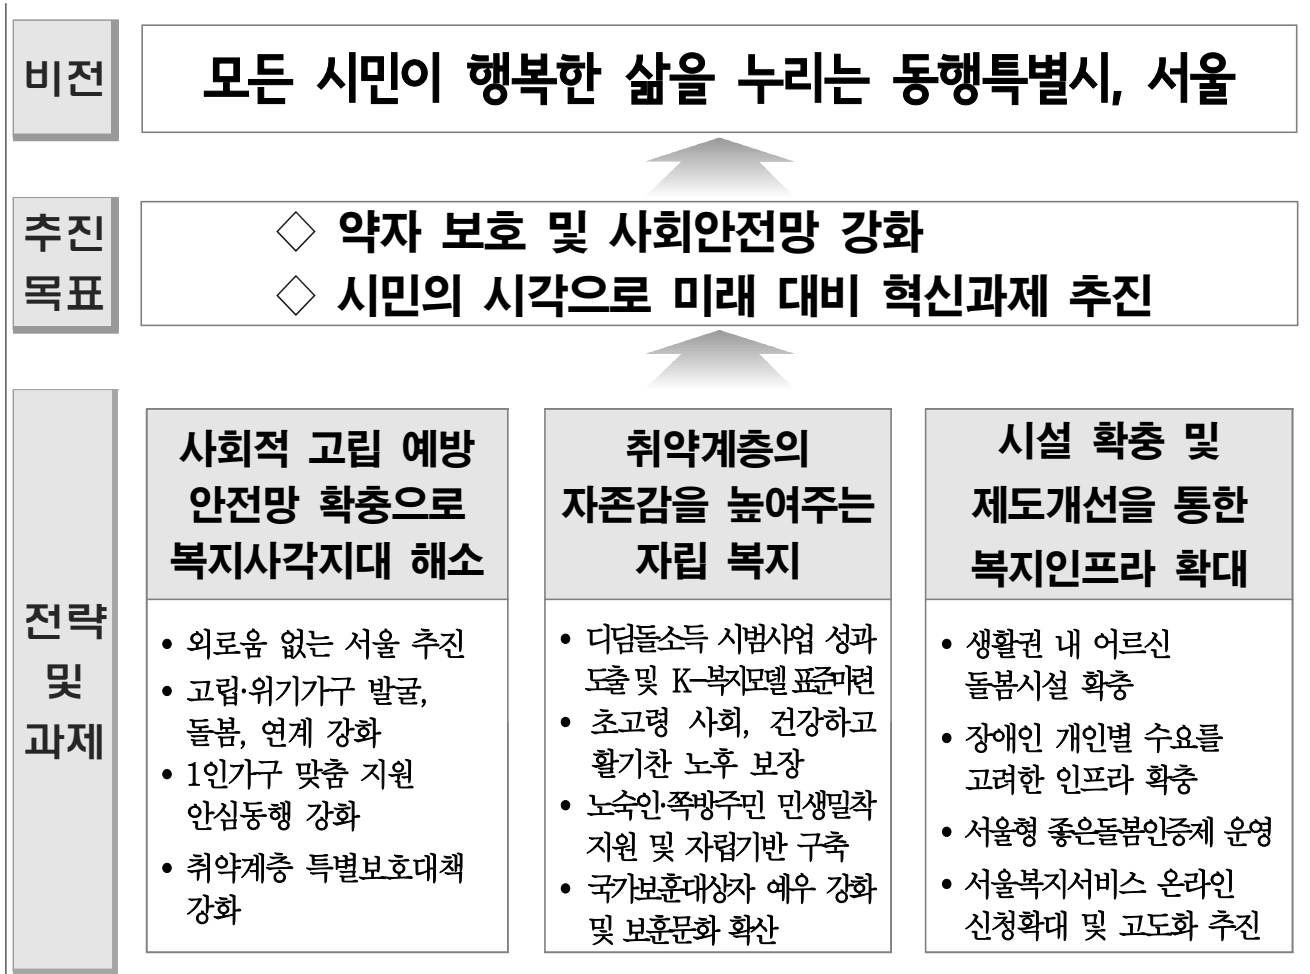 비전
모든 시민이 행복한 삶을 누리는 동행특별시, 서울
추진
목표
◇ 약자 보호 및 사회안전망 강화
◇ 시민의 시각으로 미래 대비 혁신과제 추진
전략
및
과제
사회적 고립 예방
안전망 확충으로
복지사각지대 해소
• 외로움 없는 서울 추진
• 고립·위기가구 발굴,
돌봄, 연계 강화
• 1인가구 맞춤 지원
안심동행 강화
• 취약계층 특별보호대책
강화
취약계층의
자존감을 높여주는
자립 복지
• 디딤돌소득 시범사업 성과
도출 및 K-복지모델 표준마련
• 초고령 사회, 건강하고
활기찬 노후 보장
• 노숙인·쪽방주민 민생밀착
지원 및 자립기반 구축
• 국가보훈대상자 예우 강화
및 보훈문화 확산
시설 확충 및
제도개선을 통한
복지인프라 확대
• 생활권 내 어르신
돌봄시설 확충
• 장애인 개인별 수요를
고려한 인프라 확충
• 서울형 좋은돌봄인증제 운영
• 서울복지서비스 온라인
신청확대 및 고도화 추진